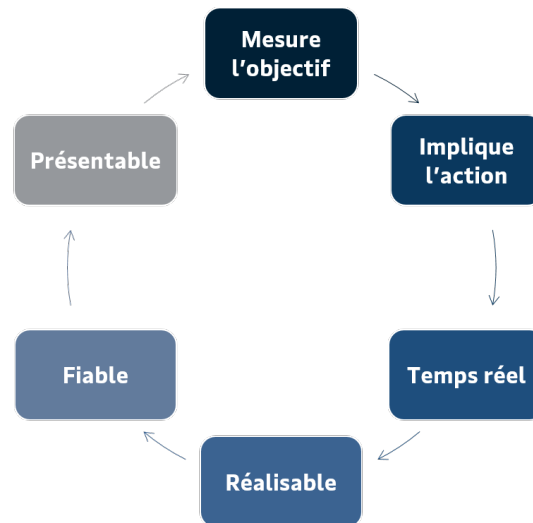 Mesure
l'objectif
Implique
l'action
Temps réel
Réalisable
Fiable
Présentable